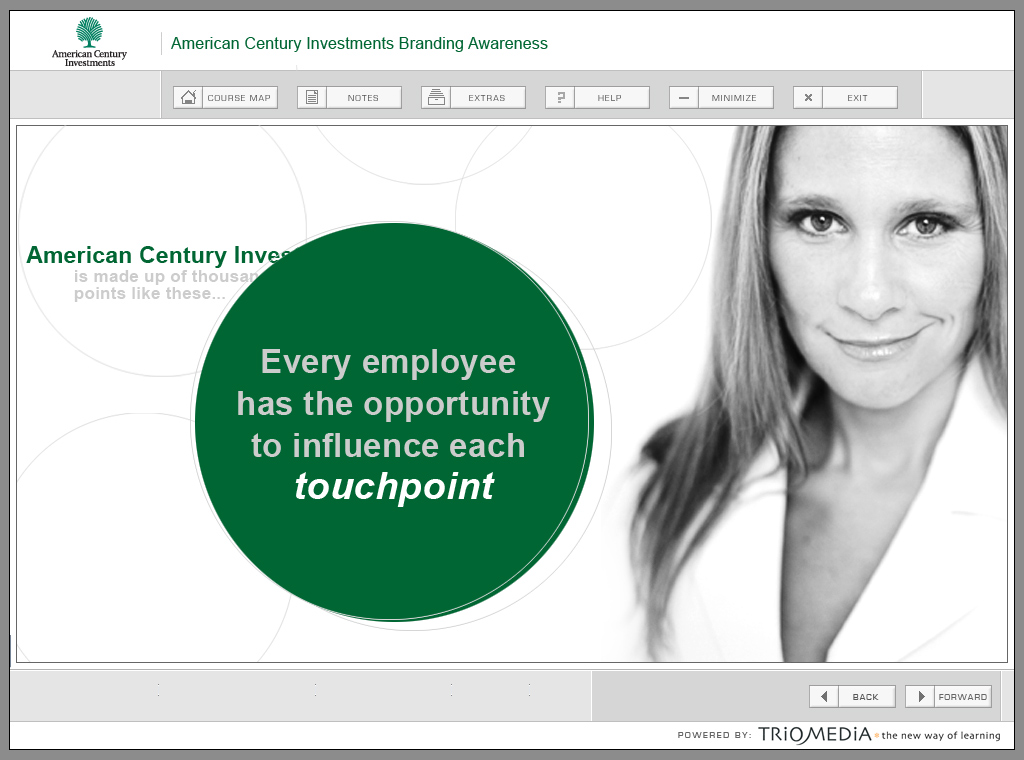 American Century
Investments
American Century Investments Branding Awareness
COURSE MAP
NOTES
EXTRAS
HELP
MINIMIZE
EXIT
American Century Inves
is made up of thousan
points like these...
Every employee
has the opportunity
to influence each
touchpoint
BACK
FORWARD
POWERED BY: TRiOMEDiA the new way of learning